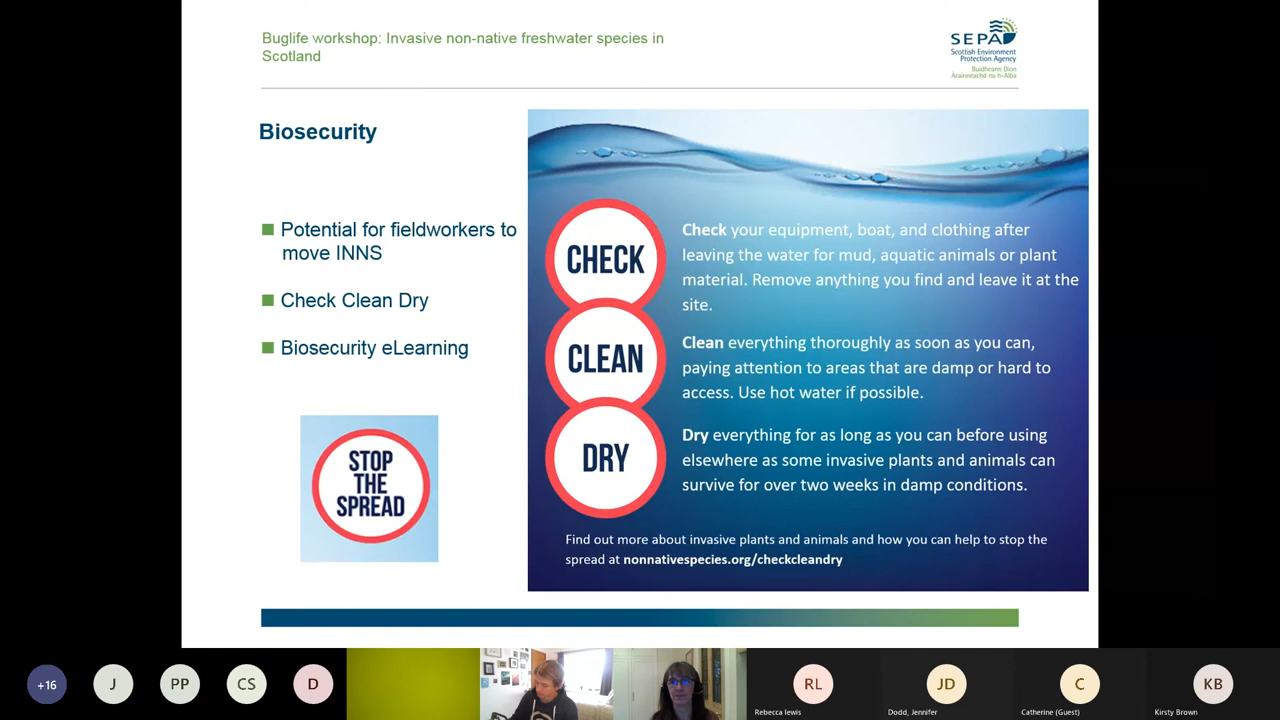 Buglife workshop: Invasive non-native freshwater species in
Scotland
SEPA
Scottish Environment
Protection Agency
Buidheann Dìon
Àrainneachd na h-Alba
Biosecurity
Potential for fieldworkers to
move INNS
Check Clean Dry
Biosecurity eLearning
STOP
THE
SPREAD
CHECK
Check your equipment, boat, and clothing after
leaving the water for mud, aquatic animals or plant
material. Remove anything you find and leave it at the
site.
CLEAN
Clean everything thoroughly as soon as you can,
paying attention to areas that are damp or hard to
access. Use hot water if possible.
DRY
Dry everything for as long as you can before using
elsewhere as some invasive plants and animals can
survive for over two weeks in damp conditions.
Find out more about invasive plants and animals and how you can help to stop the
spread at nonnativespecies.org/checkcleandry
+16
J
PP
CS
D
RL
JD
C
KB
Rebecca lewis
Dodd, Jennifer
Catherine (Guest)
Kirsty Brown